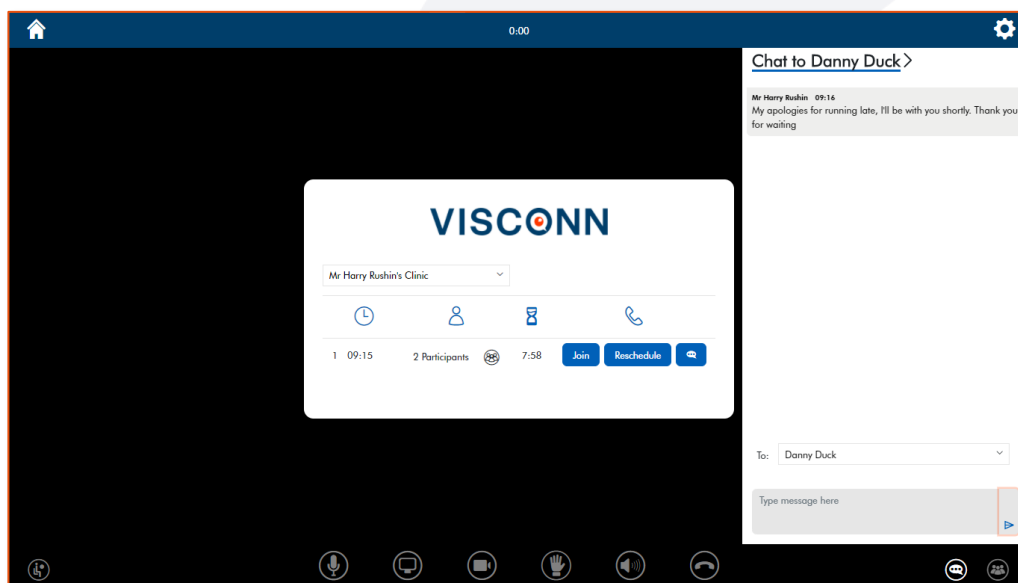 0:00
Chat to Danny Duck
Mr Harry Rushin 09:16
My apologies for running late, I'll be with you shortly. Thank you
for waiting
VISCONN
Mr Harry Rushin's Clinic
1 09:15 2 Participants 7:58 Join Reschedule
To: Danny Duck
Type message here